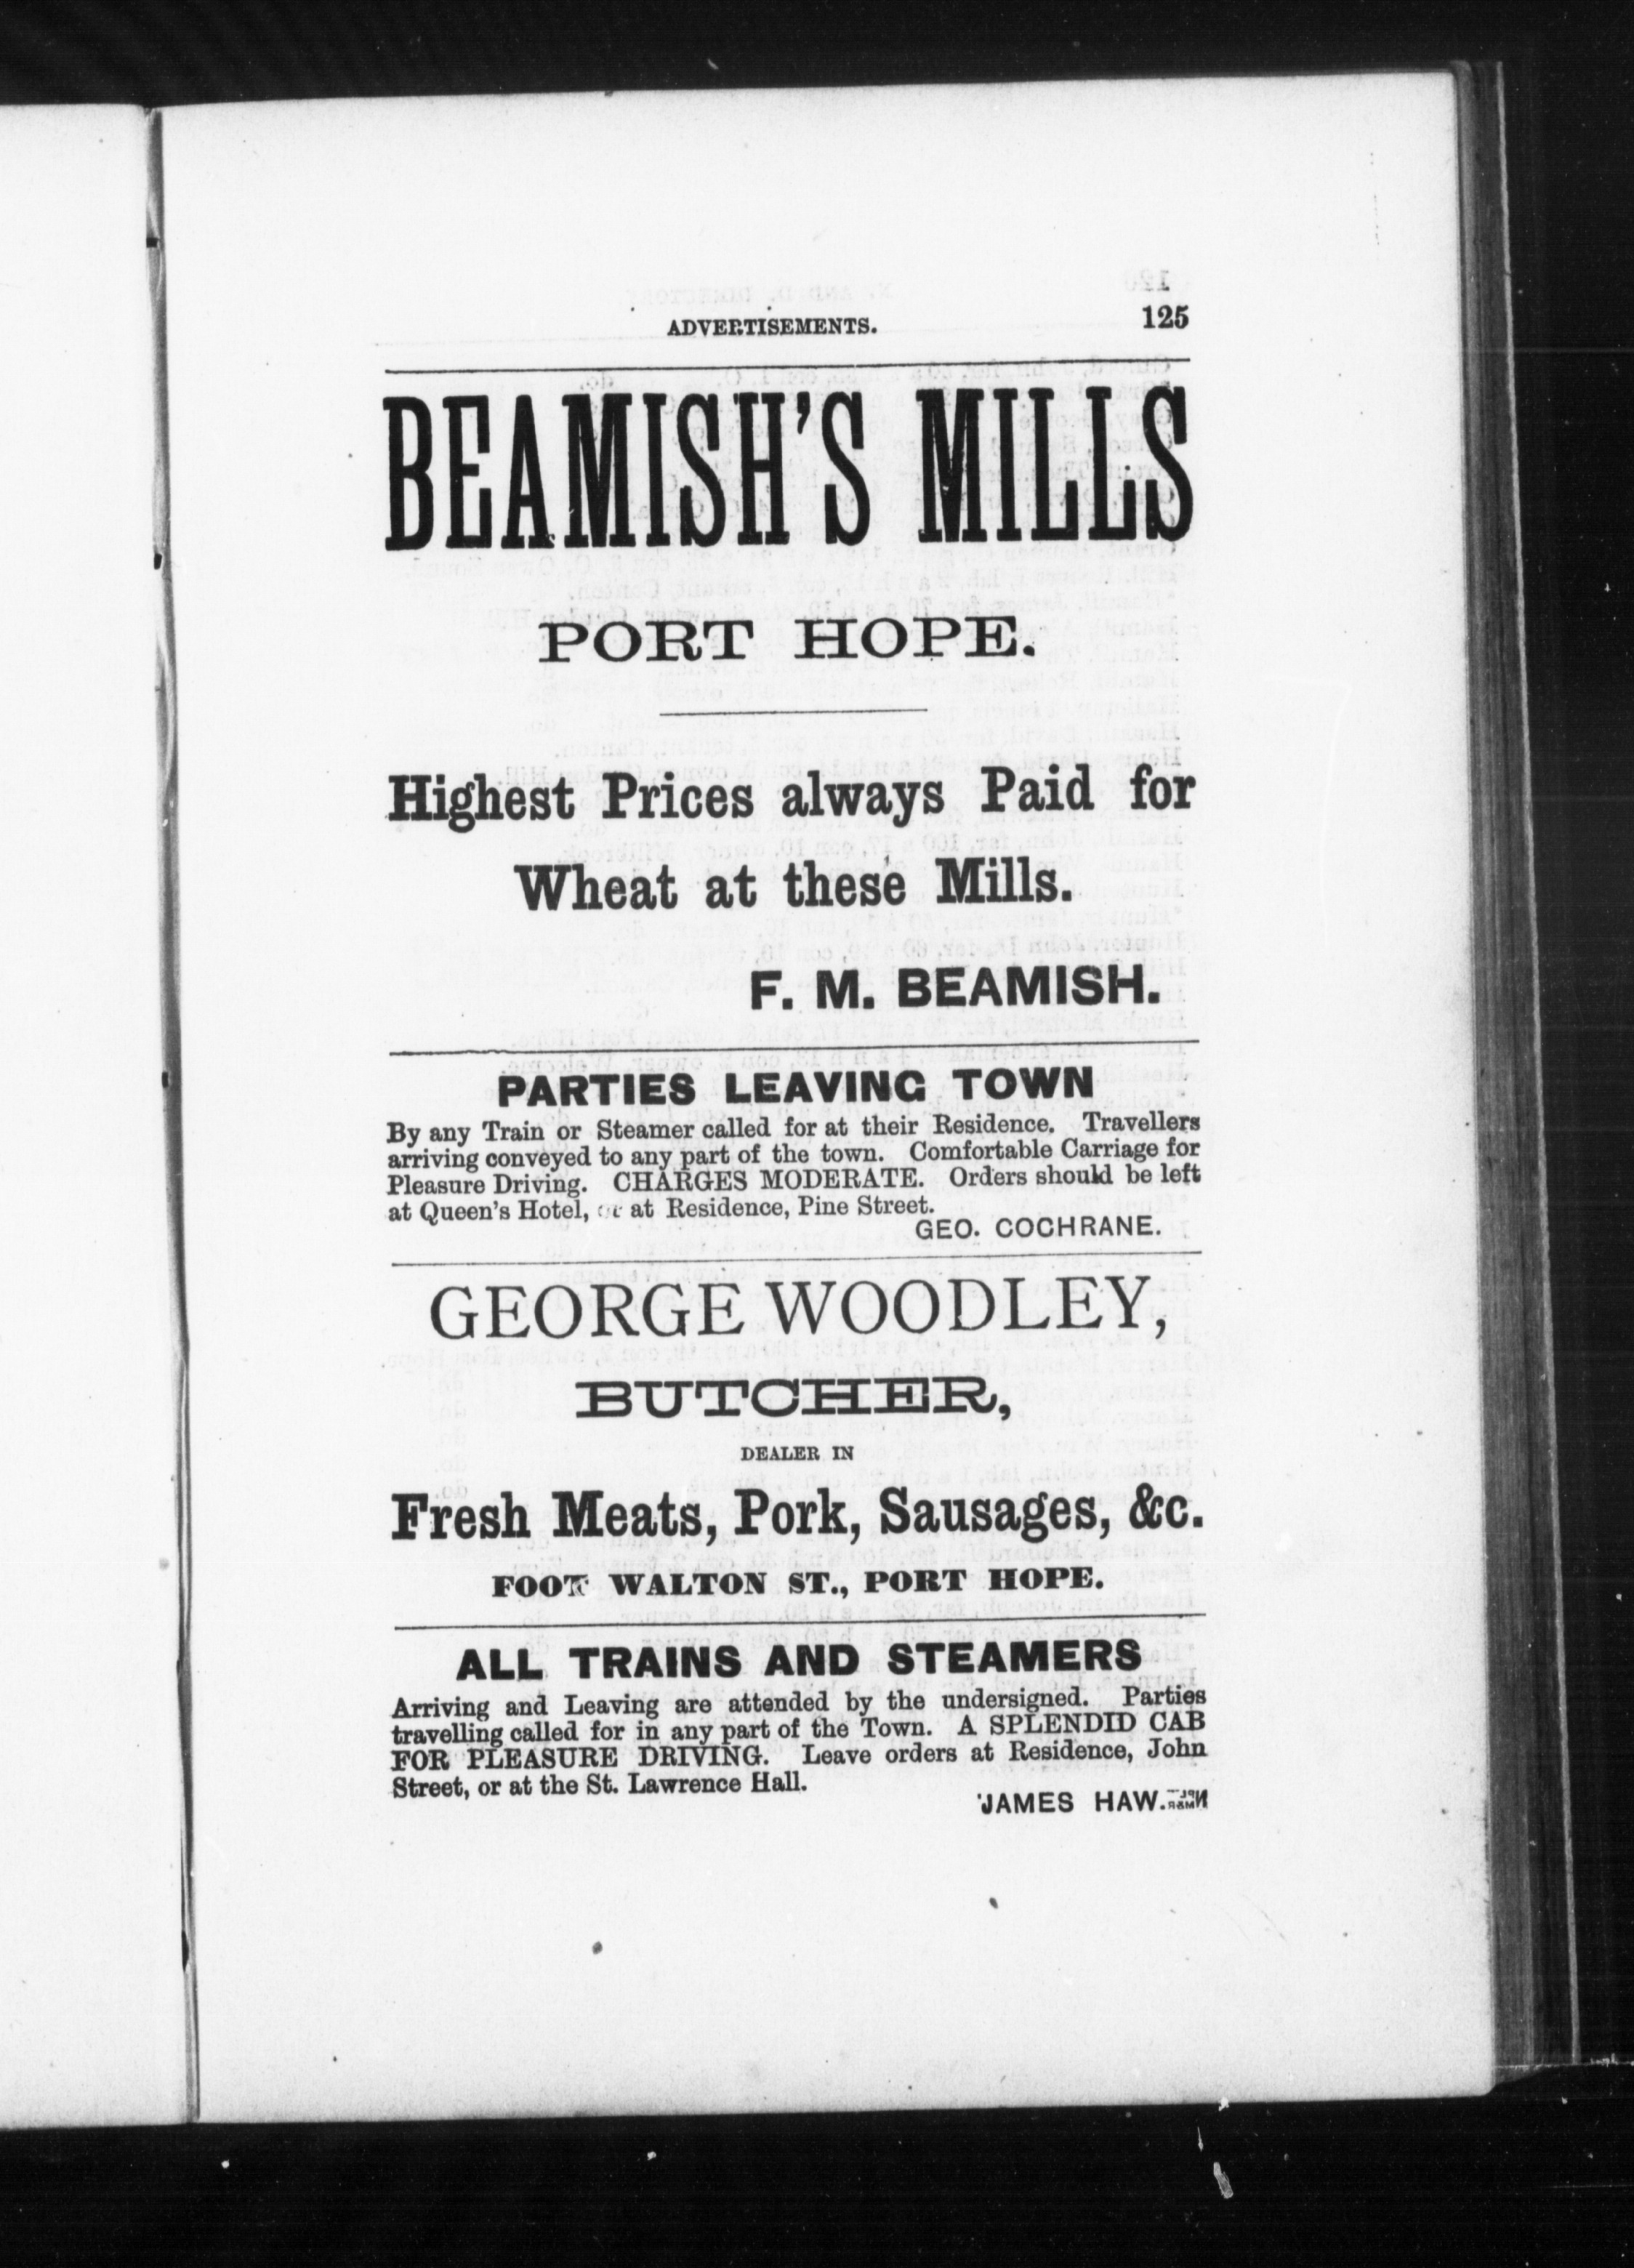 ADVERTISEMENTS. 125
BEAMISH'S MILLS
PORT HOPE.
Highest Prices always Paid for
Wheat at these Mills.
F. M. BEAMISH.
PARTIES LEAVING TOWN
By any Train or Steamer called for at their Residence. Travellers
arriving conveyed to any part of the town. Comfortable Carriage for
Pleasure Driving. CHARGES MODERATE. Orders should be left
at Queen's Hotel, or at Residence, Pine Street.
GEO. COCHRANE.
GEORGE WOODLEY,
BUTCHER,
DEALER IN
Fresh Meats, Pork, Sausages, &c.
FOOT WALTON ST., PORT HOPE.
ALL TRAINS AND STEAMERS
Arriving and Leaving are attended by the undersigned. Parties
travelling called for in any part of the Town. A SPLENDID CAB
FOR PLEASURE DRIVING. Leave orders at Residence, John
Street, or at the St. Lawrence Hall.
JAMES